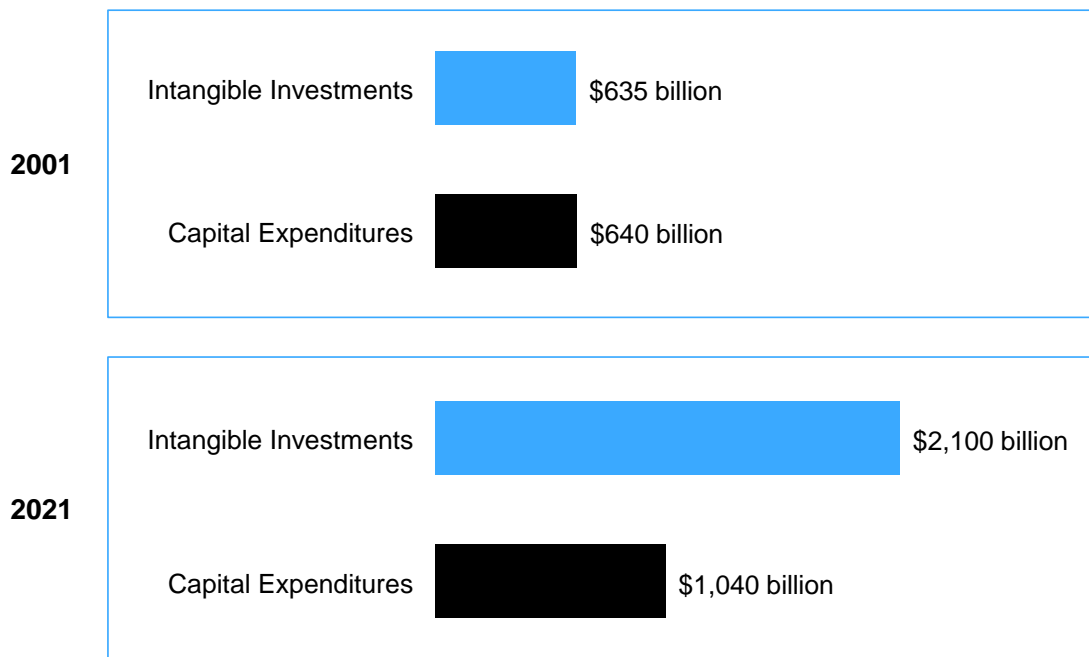 2001
Intangible Investments $635 billion
Capital Expenditures $640 billion
2021
Intangible Investments $2,100 billion
Capital Expenditures $1,040 billion